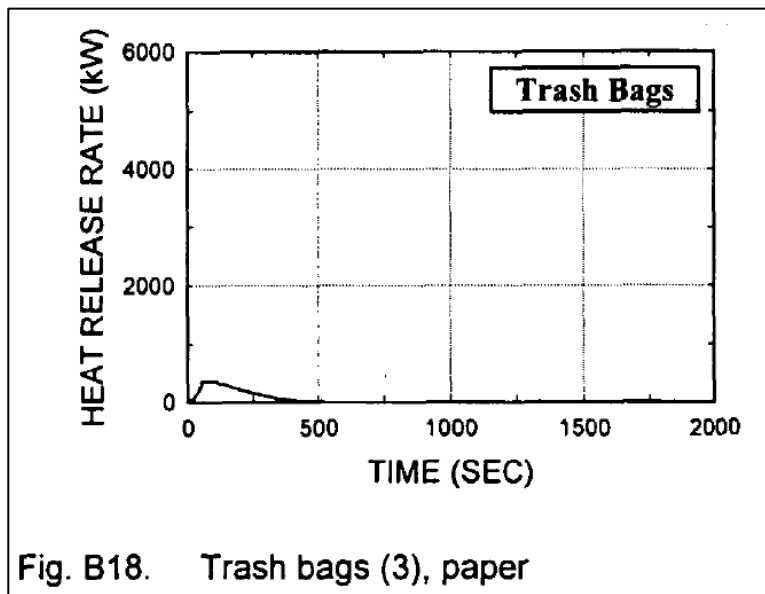 HEAT RELEASE RATE (kW)
6000
4000
2000
0
Trash Bags
0 500 1000 1500 2000
TIME (SEC)
Fig. B18. Trash bags (3), paper